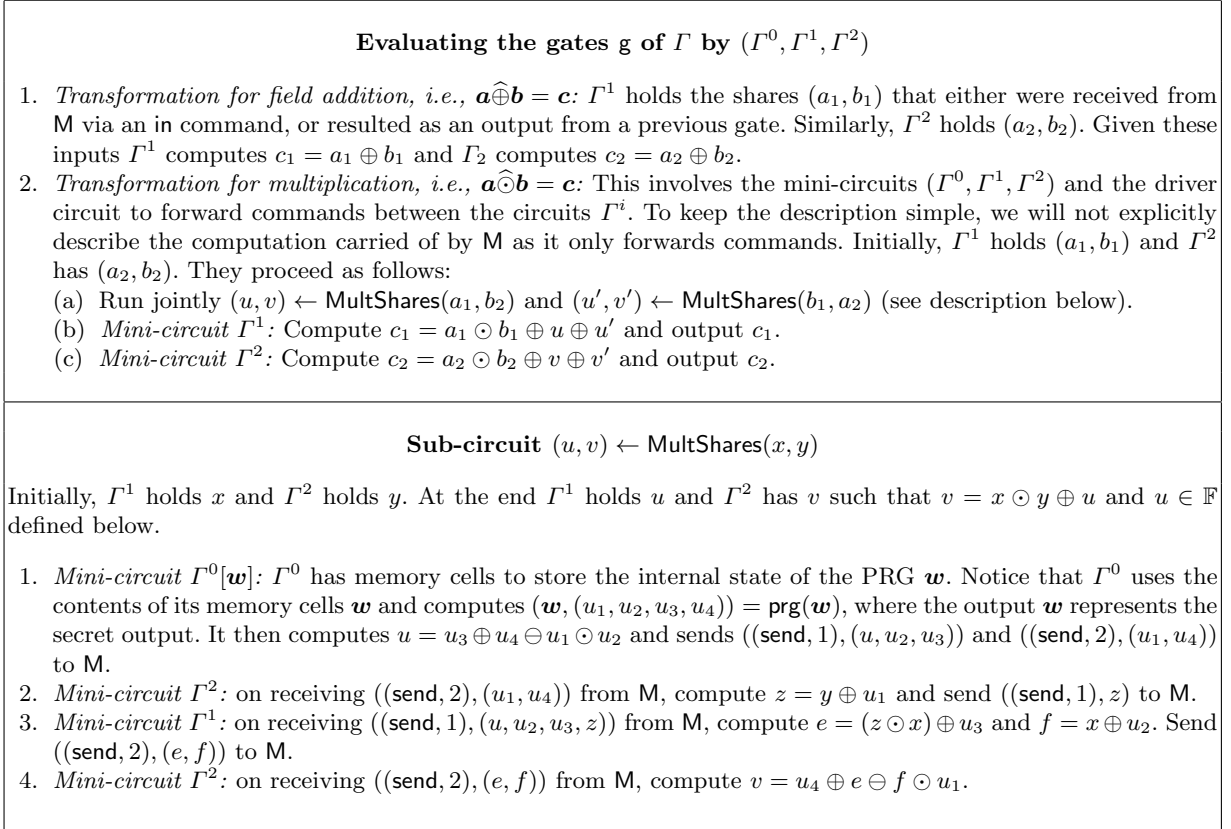 Evaluating the gates g of Γ by (Γ⁰, Γ¹, Γ²)
1. Transformation for field addition, i.e., a⊕̂b = c: Γ¹ holds the shares (a₁, b₁) that either were received from
M via an in command, or resulted as an output from a previous gate. Similarly, Γ² holds (a₂, b₂). Given these
inputs Γ¹ computes c₁ = a₁ ⊕ b₁ and Γ₂ computes c₂ = a₂ ⊕ b₂.
2. Transformation for multiplication, i.e., a⊙̂b = c: This involves the mini-circuits (Γ⁰, Γ¹, Γ²) and the driver
circuit to forward commands between the circuits Γⁱ. To keep the description simple, we will not explicitly
describe the computation carried of by M as it only forwards commands. Initially, Γ¹ holds (a₁, b₁) and Γ²
has (a₂, b₂). They proceed as follows:
(a) Run jointly (u, v) ← MultShares(a₁, b₂) and (u′, v′) ← MultShares(b₁, a₂) (see description below).
(b) Mini-circuit Γ¹: Compute c₁ = a₁ ⊙ b₁ ⊕ u ⊕ u′ and output c₁.
(c) Mini-circuit Γ²: Compute c₂ = a₂ ⊙ b₂ ⊕ v ⊕ v′ and output c₂.
Sub-circuit (u, v) ← MultShares(x, y)
Initially, Γ¹ holds x and Γ² holds y. At the end Γ¹ holds u and Γ² has v such that v = x ⊙ y ⊕ u and u ∈ 𝔽
defined below.
1. Mini-circuit Γ⁰[w]: Γ⁰ has memory cells to store the internal state of the PRG w. Notice that Γ⁰ uses the
contents of its memory cells w and computes (w, (u₁, u₂, u₃, u₄)) = prg(w), where the output w represents the
secret output. It then computes u = u₃ ⊕ u₄ ⊖ u₁ ⊙ u₂ and sends ((send, 1), (u, u₂, u₃)) and ((send, 2), (u₁, u₄))
to M.
2. Mini-circuit Γ²: on receiving ((send, 2), (u₁, u₄)) from M, compute z = y ⊕ u₁ and send ((send, 1), z) to M.
3. Mini-circuit Γ¹: on receiving ((send, 1), (u, u₂, u₃, z)) from M, compute e = (z ⊙ x) ⊕ u₃ and f = x ⊕ u₂. Send
((send, 2), (e, f)) to M.
4. Mini-circuit Γ²: on receiving ((send, 2), (e, f)) from M, compute v = u₄ ⊕ e ⊖ f ⊙ u₁.